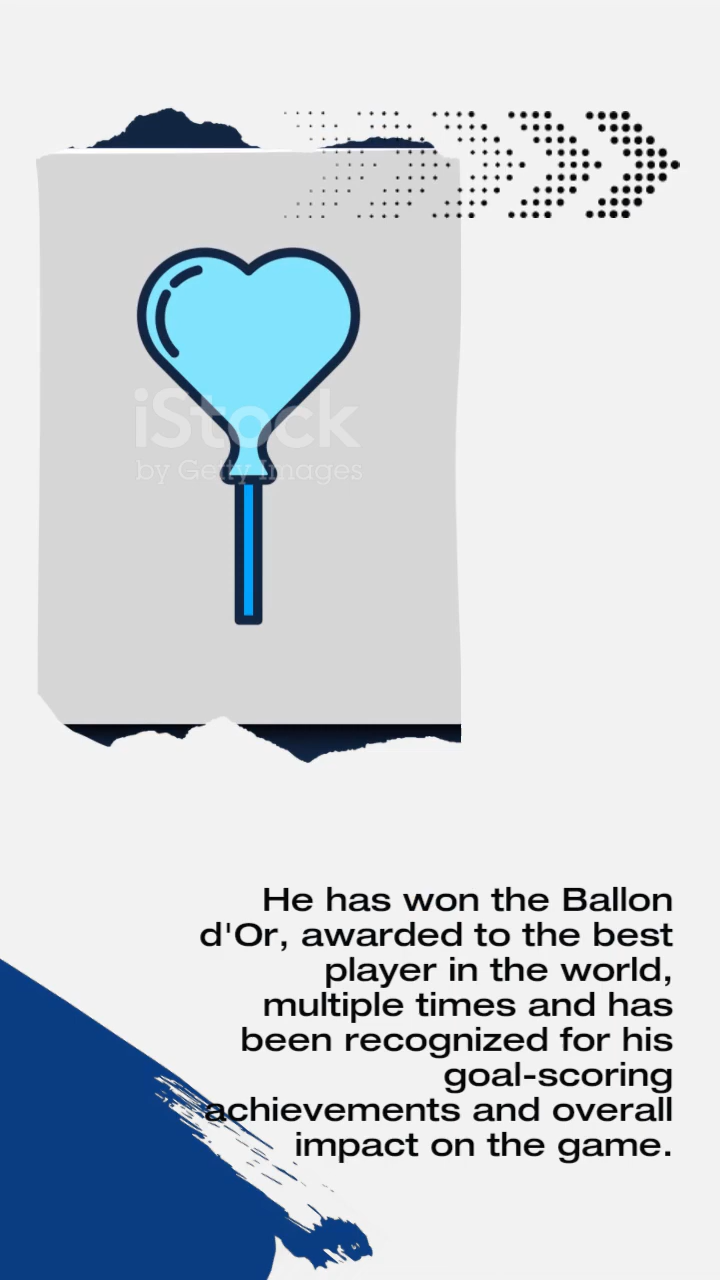 iStock
by Getty Images
He has won the Ballon
d'Or, awarded to the best
player in the world,
multiple times and has
been recognized for his
goal-scoring
achievements and overall
impact on the game.